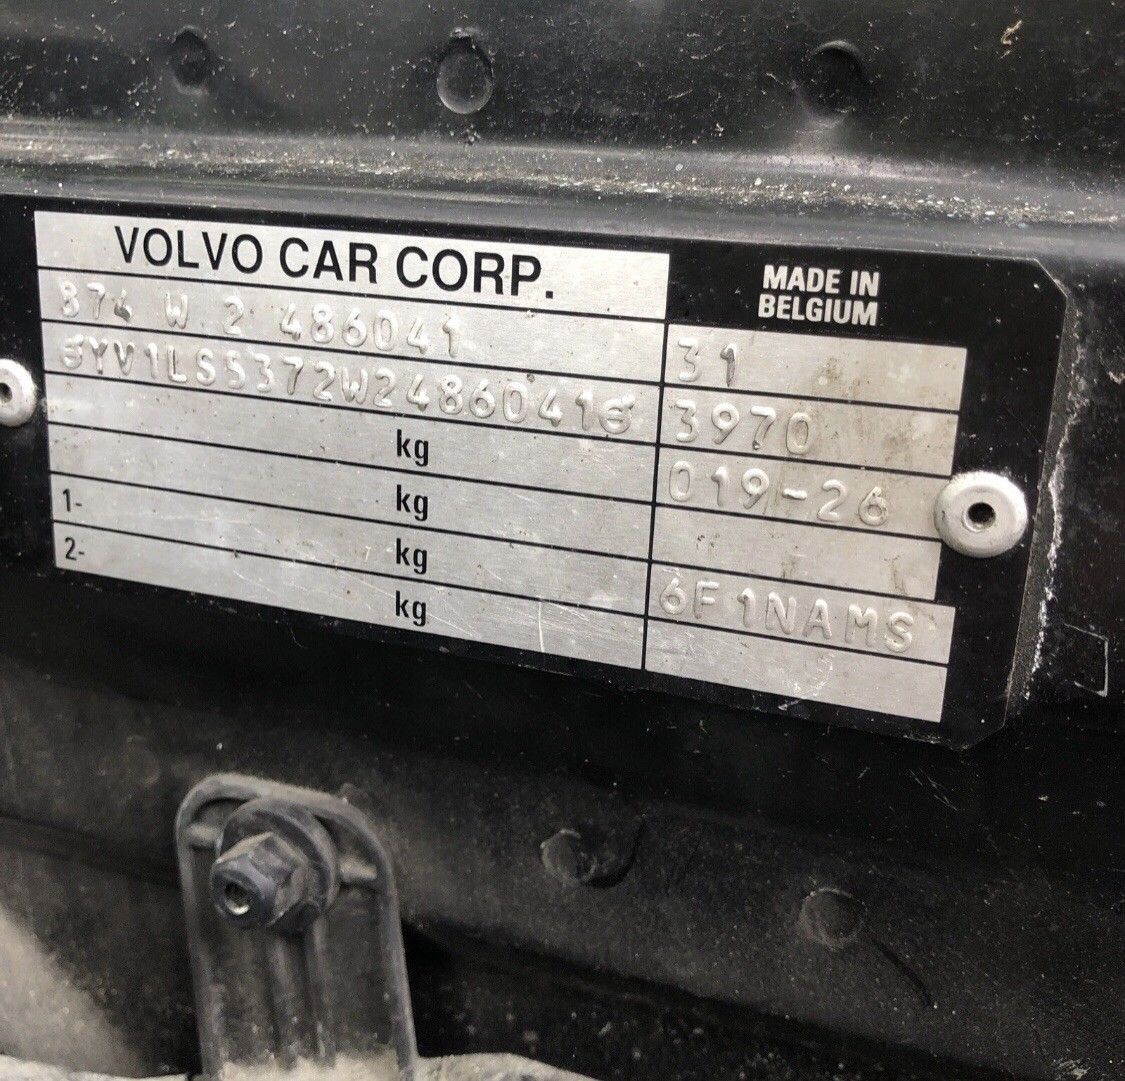 VOLVO CAR CORP.
MADE IN
BELGIUM
874 W 2 486041
31
YV1LS5372W2486041
3970
kg
019-26
1- kg
2- kg
6F1NAMS
kg